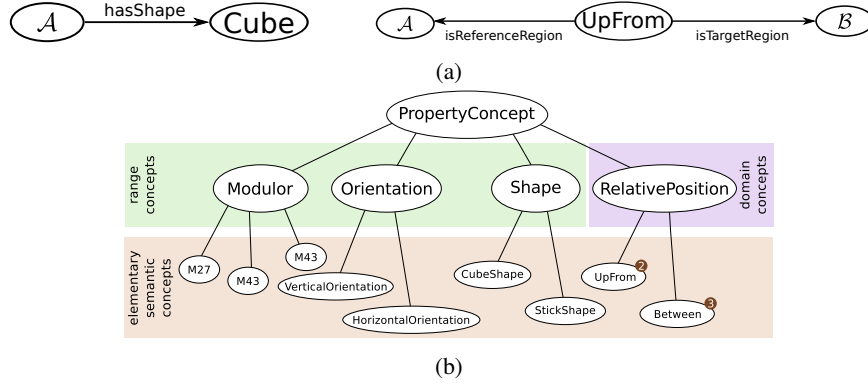 hasShape
𝒜
Cube
𝒜
isReferenceRegion
UpFrom
isTargetRegion
ℬ
(a)
PropertyConcept
range
concepts
Modulor
Orientation
Shape
RelativePosition
domain
concepts
elementary
semantic
concepts
M27
M43
M43
VerticalOrientation
HorizontalOrientation
CubeShape
StickShape
UpFrom
2
Between
3
(b)